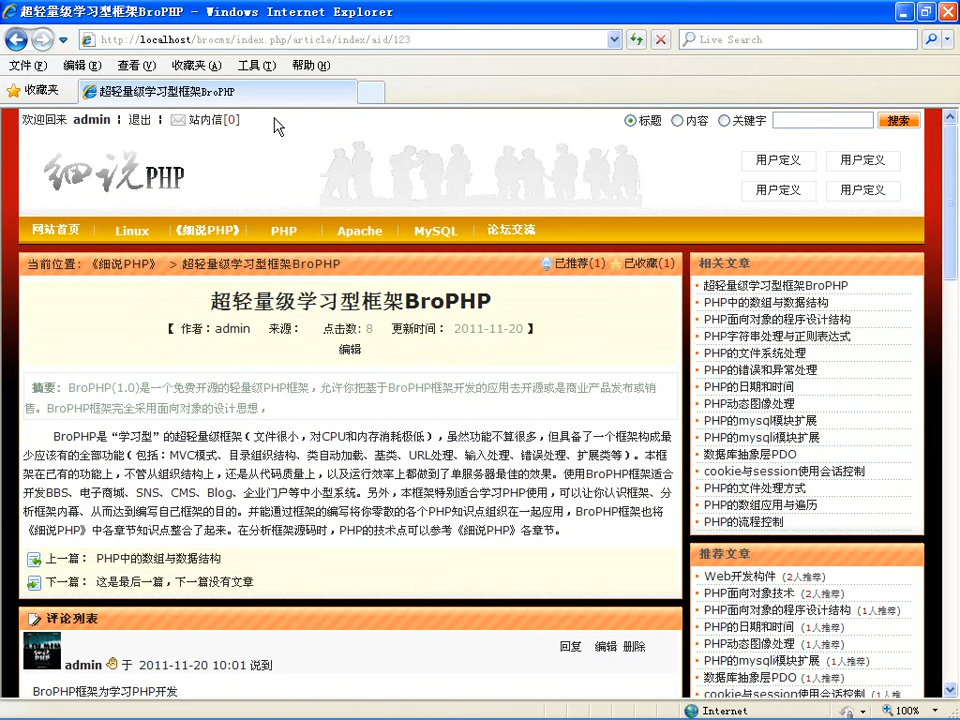 超轻量级学习型框架BroPHP - Windows Internet Explorer
http://localhost/brocms/index.php/article/index/aid/123
Live Search
文件(F) 编辑(E) 查看(V) 收藏夹(A) 工具(T) 帮助(H)
收藏夹 超轻量级学习型框架BroPHP
欢迎回来 admin ┆ 退出 ┆ 站内信[0]
标题 内容 关键字 搜索
细说PHP
用户定义 用户定义
用户定义 用户定义
网站首页 Linux 《细说PHP》 PHP Apache MySQL 论坛交流
当前位置: 《细说PHP》 > 超轻量级学习型框架BroPHP 已推荐(1) 已收藏(1)
超轻量级学习型框架BroPHP
【 作者：admin 来源： 点击数: 8 更新时间： 2011-11-20 】
编辑
摘要: BroPHP(1.0)是一个免费开源的轻量级PHP框架，允许你把基于BroPHP框架开发的应用去开源或是商业产品发布或销
售。BroPHP框架完全采用面向对象的设计思想，
BroPHP是“学习型”的超轻量级框架（文件很小，对CPU和内存消耗极低），虽然功能不算很多，但具备了一个框架构成最
少应该有的全部功能（包括：MVC模式、目录组织结构、类自动加载、基类、URL处理、输入处理、错误处理、扩展类等）。本框
架在己有的功能上，不管从组织结构上，还是从代码质量上，以及运行效率上都做到了单服务器最佳的效果。使用BroPHP框架适合
开发BBS、电子商城、SNS、CMS、Blog、企业门户等中小型系统。另外，本框架特别适合学习PHP使用，可以让你认识框架、分
析框架内幕、从而达到编写自己框架的目的。并能通过框架的编写将你零散的各个PHP知识点组织在一起应用，BroPHP框架也将
《细说PHP》中各章节知识点整合了起来。在分析框架源码时，PHP的技术点可以参考《细说PHP》各章节。
上一篇： PHP中的数组与数据结构
下一篇： 这是最后一篇，下一篇没有文章
评论列表
回复 编辑 删除
admin 于 2011-11-20 10:01 说到
BroPHP框架为学习PHP开发
相关文章
超轻量级学习型框架BroPHP
PHP中的数组与数据结构
PHP面向对象的程序设计结构
PHP字符串处理与正则表达式
PHP的文件系统处理
PHP的错误和异常处理
PHP的日期和时间
PHP动态图像处理
PHP的mysql模块扩展
PHP的mysqli模块扩展
数据库抽象层PDO
cookie与session使用会话控制
PHP的文件处理方式
PHP的数组应用与遍历
PHP的流程控制
推荐文章
Web开发构件 (2人推荐)
PHP面向对象技术 (2人推荐)
PHP面向对象的程序设计结构 (1人推荐)
PHP的日期和时间 (1人推荐)
PHP动态图像处理 (1人推荐)
PHP的mysqli模块扩展 (1人推荐)
数据库抽象层PDO (1人推荐)
cookie与session使用会话控制 (1人推
Internet 100%